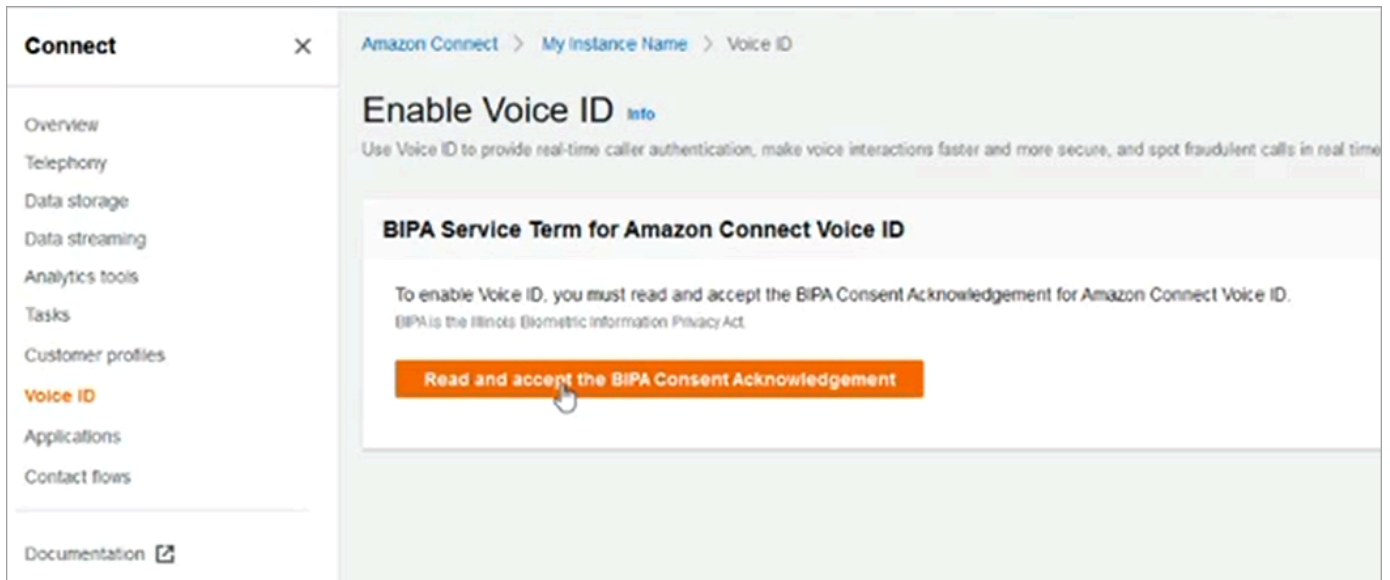 Connect
Overview
Telephony
Data storage
Data streaming
Analytics tools
Tasks
Customer profiles
Voice ID
Applications
Contact flows
Documentation
Amazon Connect > My Instance Name > Voice ID
Enable Voice ID Info
Use Voice ID to provide real-time caller authentication, make voice interactions faster and more secure, and spot fraudulent calls in real time
BIPA Service Term for Amazon Connect Voice ID
To enable Voice ID, you must read and accept the BIPA Consent Acknowledgement for Amazon Connect Voice ID.
BIPA is the Illinois Biometric Information Privacy Act.
Read and accept the BIPA Consent Acknowledgement